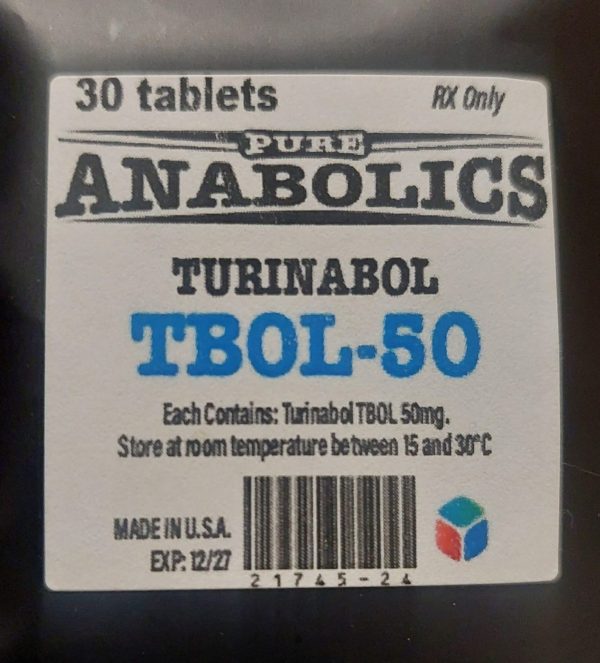 30 tablets RX Only
PURE
ANABOLICS
TURINABOL
TBOL-50
Each Contains: Turinabol TBOL 50mg.
Store at room temperature between 15 and 30°C
MADE IN U.S.A.
EXP: 12/27
21745-24